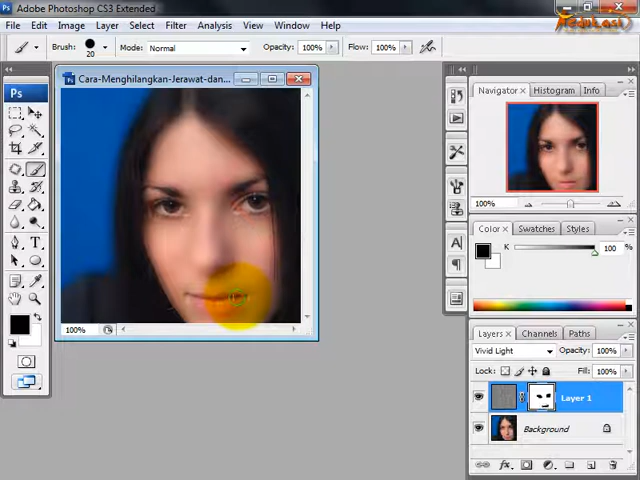 Adobe Photoshop CS3 Extended
File Edit Image Layer Select Filter Analysis View Window Help
Brush: 20 Mode: Normal Opacity: 100% Flow: 100%
Cara-Menghilangkan-Jerawat-dan...
100%
Ps
Navigator Histogram Info
100%
Color Swatches Styles
K 100 %
Layers Channels Paths
Vivid Light Opacity: 100%
Lock: Fill: 100%
Layer 1
Background